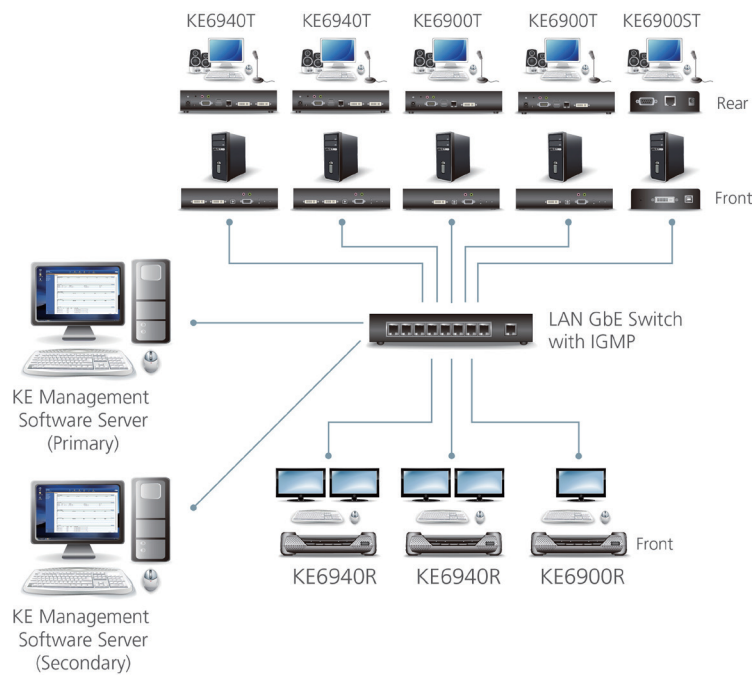 KE6940T KE6940T KE6900T KE6900T KE6900ST
Rear
Front
LAN GbE Switch
with IGMP
KE Management
Software Server
(Primary)
KE Management
Software Server
(Secondary)
Front
KE6940R KE6940R KE6900R